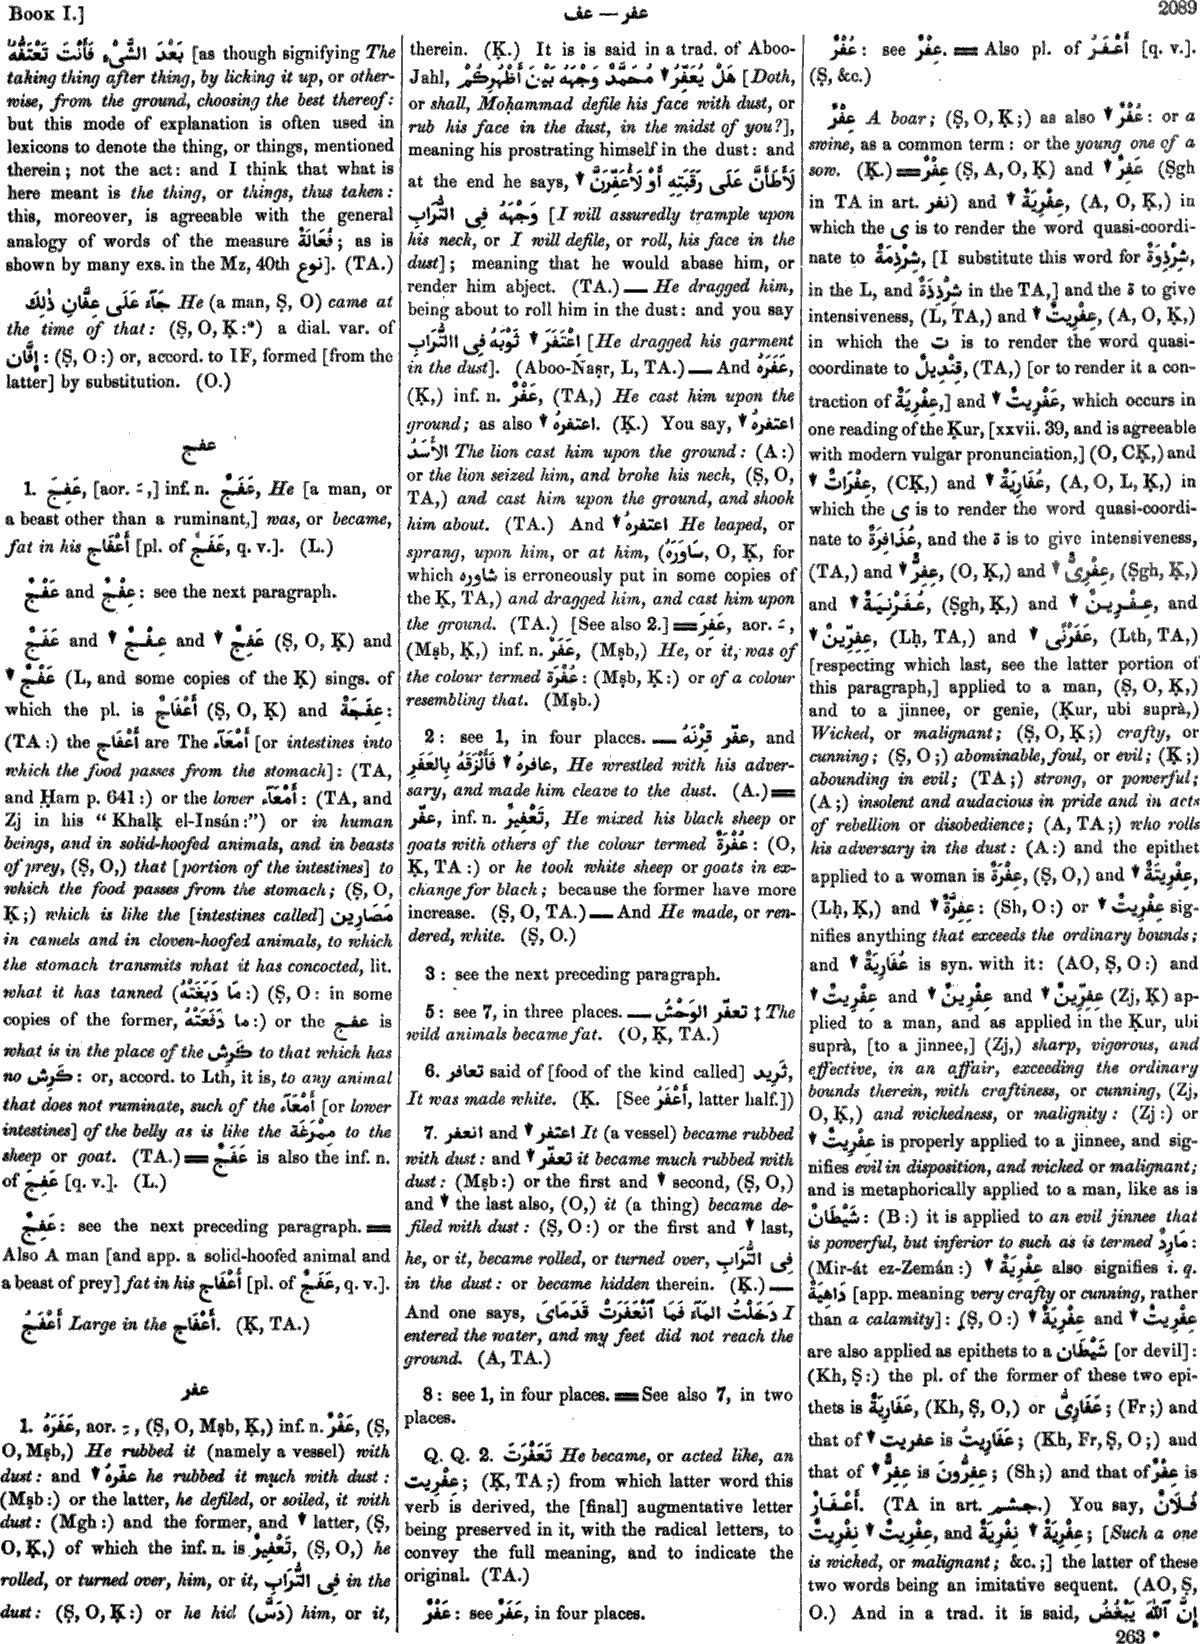 Book I.]
عف — عفر
2089
بَعْدَ الشَّىْءِ فَأَنْتَ تَعْتَفُّهُ [as though signifying The
taking thing after thing, by licking it up, or other-
wise, from the ground, choosing the best thereof:
but this mode of explanation is often used in
lexicons to denote the thing, or things, mentioned
therein; not the act: and I think that what is
here meant is the thing, or things, thus taken:
this, moreover, is agreeable with the general
analogy of words of the measure فُعَالَةٌ; as is
shown by many exs. in the Mz, 40th نوع]. (TA.)
جَآءَ عَلَى عِفَّانِ ذٰلِكَ He (a man, Ṣ, O) came at
the time of that: (Ṣ, O, Ḳ:*) a dial. var. of
إِفَّان: (Ṣ, O:) or, accord. to IF, formed [from the
latter] by substitution. (O.)
عفج
1. عَفِجَ, [aor. ـَ,] inf. n. عَفَجٌ, He [a man, or
a beast other than a ruminant,] was, or became,
fat in his أَعْفَاج [pl. of عَفَجٌ, q. v.]. (L.)
عَفْجٌ and عِفْجٌ: see the next paragraph.
عَفَجٌ and ↓ عِفْجٌ and ↓ عَفِجٌ (Ṣ, O, Ḳ) and
↓ عَفْجٌ (L, and some copies of the Ḳ) sings. of
which the pl. is أَعْفَاجٌ (Ṣ, O, Ḳ) and عِفَجَةٌ:
(TA:) the أَعْفَاج are The أَمْعَآء [or intestines into
which the food passes from the stomach]: (TA,
and Ḥam p. 641:) or the lower أَمْعَآء: (TA, and
Zj in his “Khalḳ el-Insán:”) or in human
beings, and in solid-hoofed animals, and in beasts
of prey, (Ṣ, O,) that [portion of the intestines] to
which the food passes from the stomach; (Ṣ, O,
Ḳ;) which is like the [intestines called] مَصَارِين
in camels and in cloven-hoofed animals, to which
the stomach transmits what it has concocted, lit.
what it has tanned (مَا دَبَغَتْهُ:) (Ṣ, O: in some
copies of the former, مَا دَفَعَتْهُ:) or the عفج is
what is in the place of the كَرِش to that which has
no كَرِش: or, accord. to Lth, it is, to any animal
that does not ruminate, such of the أَمْعَآء [or lower
intestines] of the belly as is like the مِمْرَغَة to the
sheep or goat. (TA.) ═ عَفَجٌ is also the inf. n.
of عَفِجَ [q. v.]. (L.)
عَفِجٌ: see the next preceding paragraph. ═
Also A man [and app. a solid-hoofed animal and
a beast of prey] fat in his أَعْفَاج [pl. of عَفَجٌ, q. v.].
أَعْفَجُ Large in the أَعْفَاج. (Ḳ, TA.)
عفر
1. عَفَرَهُ, aor. ـِ, (Ṣ, O, Mṣb, Ḳ,) inf. n. عَفْرٌ, (Ṣ,
O, Mṣb,) He rubbed it (namely a vessel) with
dust: and ↓ عفّرهُ he rubbed it much with dust:
(Mṣb:) or the latter, he defiled, or soiled, it with
dust: (Mgh:) and the former, and ↓ latter, (Ṣ,
O, Ḳ,) of which the inf. n. is تَعْفِيرٌ, (Ṣ, O,) he
rolled, or turned over, him, or it, فِى التُّرَابِ in the
dust: (Ṣ, O, Ḳ:) or he hid (دَسَّ) him, or it,
therein. (Ḳ.) It is is said in a trad. of Aboo-
Jahl, هَلْ يُعَفِّرُ ↓ مُحَمَّدٌ وَجْهَهُ بَيْنَ أَظْهُرِكُمْ [Doth,
or shall, Moḥammad defile his face with dust, or
rub his face in the dust, in the midst of you?],
meaning his prostrating himself in the dust: and
at the end he says, ↓ لَأَطَأَنَّ عَلَى رَقَبَتِهِ أَوْ لَأُعَفِّرَنَّ
وَجْهَهُ فِى التُّرَابِ [I will assuredly trample upon
his neck, or I will defile, or roll, his face in the
dust]; meaning that he would abase him, or
render him abject. (TA.) — He dragged him,
being about to roll him in the dust: and you say
اِعْتَفَرَ ↓ ثَوْبَهُ فِى التُّرَابِ [He dragged his garment
in the dust]. (Aboo-Naṣr, L, TA.) — And عَفَرَهُ,
(Ḳ,) inf. n. عَفْرٌ, (TA,) He cast him upon the
ground; as also ↓ اعتفرهُ. (Ḳ.) You say, ↓ اعتفرهُ
الأَسَدُ The lion cast him upon the ground: (A:)
or the lion seized him, and broke his neck, (Ṣ, O,
TA,) and cast him upon the ground, and shook
him about. (TA.) And ↓ اعتفرهُ He leaped, or
sprang, upon him, or at him, (سَاوَرَهُ, O, Ḳ, for
which شاوره is erroneously put in some copies of
the Ḳ, TA,) and dragged him, and cast him upon
the ground. (TA.) [See also 2.] ═ عَفِرَ, aor. ـَ,
(Mṣb, Ḳ,) inf. n. عَفَرٌ, (Mṣb,) He, or it, was of
the colour termed عُفْرَة: (Mṣb, Ḳ:) or of a colour
resembling that. (Mṣb.)
2: see 1, in four places. — عفّر قِرْنَهُ, and
عافرهُ ↓ فَأَلْزَقَهُ بِالعَفَرِ, He wrestled with his adver-
sary, and made him cleave to the dust. (A.) ═
عفّر, inf. n. تَعْفِيرٌ, He mixed his black sheep or
goats with others of the colour termed عُفْرَة: (O,
Ḳ, TA:) or he took white sheep or goats in ex-
change for black; because the former have more
increase. (Ṣ, O, TA.) — And He made, or ren-
dered, white. (Ṣ, O.)
3: see the next preceding paragraph.
5: see 7, in three places. — تعفّر الوَحْشُ ‡ The
wild animals became fat. (O, Ḳ, TA.)
6. تعافر said of [food of the kind called] ثَرِيد,
It was made white. (Ḳ. [See أَعْفَرُ, latter half.])
7. انعفر and ↓ اعتفر It (a vessel) became rubbed
with dust: and ↓ تعفّر it became much rubbed with
dust: (Mṣb:) or the first and ↓ second, (Ṣ, O,)
and ↓ the last also, (O,) it (a thing) became de-
filed with dust: (Ṣ, O:) or the first and ↓ last,
he, or it, became rolled, or turned over, فِى التُّرَابِ
in the dust: or became hidden therein. (Ḳ.) —
And one says, دَخَلْتُ المَآءَ فَمَا ٱنْعَفَرَتْ قَدَمَاىَ I
entered the water, and my feet did not reach the
ground. (A, TA.)
8: see 1, in four places. ═ See also 7, in two
places.
Q. Q. 2. تَعَفْرَتَ He became, or acted like, an
عِفْرِيت; (Ḳ, TA;) from which latter word this
verb is derived, the [final] augmentative letter
being preserved in it, with the radical letters, to
convey the full meaning, and to indicate the
original. (TA.)
عَفْرٌ: see عَفَرٌ, in four places.
عُفْرٌ: see عِفْرٌ. ═ Also pl. of أَعْفَرُ [q. v.].
(Ṣ, &c.)
عِفْرٌ A boar; (Ṣ, O, Ḳ;) as also ↓ عُفْرٌ: or a
swine, as a common term: or the young one of a
sow. (Ḳ.) ═ عِفْرٌ (Ṣ, A, O, Ḳ) and ↓ عَفِرٌ (Ṣgh
in TA in art. نفر) and ↓ عِفْرِيَةٌ, (A, O, Ḳ,) in
which the ى is to render the word quasi-coordi-
nate to شِرْذِمَةٌ, [I substitute this word for شِرْذِوَةٌ,
in the L, and شِرْذِذَةٌ in the TA,] and the ة to give
intensiveness, (L, TA,) and ↓ عِفْرِيتٌ, (A, O, Ḳ,)
in which the ت is to render the word quasi-
coordinate to قِنْدِيلٌ, (TA,) [or to render it a con-
traction of عِفْرِيَةٌ,] and ↓ عَفْرِيتٌ, which occurs in
one reading of the Ḳur, [xxvii. 39, and is agreeable
with modern vulgar pronunciation,] (O, CḲ,) and
↓ عِفْرَاتٌ, (CḲ,) and ↓ عُفَارِيَةٌ, (A, O, L, Ḳ,) in
which the ى is to render the word quasi-coordi-
nate to عُذَافِرَةٌ, and the ة is to give intensiveness,
(TA,) and ↓ عِفِرٌّ, (O, Ḳ,) and ↓ عِفْرِىٌّ, (Ṣgh, Ḳ,)
and ↓ عُفَرْنِيَةٌ, (Ṣgh, Ḳ,) and ↓ عِفْرِينٌ, and
↓ عِفِرِّينٌ, (Lḥ, TA,) and ↓ عَفَرْنًى, (Lth, TA,)
[respecting which last, see the latter portion of
this paragraph,] applied to a man, (Ṣ, O, Ḳ,)
and to a jinnee, or genie, (Ḳur, ubi suprà,)
Wicked, or malignant; (Ṣ, O, Ḳ;) crafty, or
cunning; (Ṣ, O;) abominable, foul, or evil; (Ḳ;)
abounding in evil; (TA;) strong, or powerful;
(A;) insolent and audacious in pride and in acts
of rebellion or disobedience; (A, TA;) who rolls
his adversary in the dust: (A:) and the epithet
applied to a woman is عِفْرَةٌ, (Ṣ, O,) and ↓ عِفْرِيتَةٌ,
(Lḥ, Ḳ,) and ↓ عِفِرَّةٌ: (Sh, O:) or ↓ عِفْرِيتٌ sig-
nifies anything that exceeds the ordinary bounds;
and ↓ عُفَارِيَةٌ is syn. with it: (AO, Ṣ, O:) and
↓ عِفْرِيتٌ and ↓ عِفْرِينٌ and ↓ عِفِرِّينٌ (Zj, Ḳ) ap-
plied to a man, and as applied in the Ḳur, ubi
suprà, [to a jinnee,] (Zj,) sharp, vigorous, and
effective, in an affair, exceeding the ordinary
bounds therein, with craftiness, or cunning, (Zj,
O, Ḳ,) and wickedness, or malignity: (Zj:) or
↓ عِفْرِيتٌ is properly applied to a jinnee, and sig-
nifies evil in disposition, and wicked or malignant;
and is metaphorically applied to a man, like as is
شَيْطَانٌ: (B:) it is applied to an evil jinnee that
is powerful, but inferior to such as is termed مَارِدٌ:
(Mir-át ez-Zemán:) ↓ عِفْرِيَةٌ also signifies i. q.
دَاهِيَةٌ [app. meaning very crafty or cunning, rather
than a calamity]: (Ṣ, O:) ↓ عِفْرِيَةٌ and ↓ عِفْرِيتٌ
are also applied as epithets to a شَيْطَان [or devil]:
(Kh, Ṣ:) the pl. of the former of these two epi-
thets is عَفَارِيَةٌ, (Kh, Ṣ, O,) or عَفَارِىُّ; (Fr;) and
that of ↓ عفريت is عَفَارِيتُ; (Kh, Fr, Ṣ, O;) and
that of ↓ عِفِرٌّ is عِفِرُّونَ; (Sh;) and that of عِفْرٌ is
أَعْفَارٌ. (TA in art. جشر.) You say, فُلَانٌ
عِفْرِيَةٌ ↓ نِفْرِيَةٌ and عِفْرِيتٌ ↓ نِفْرِيتٌ; [Such a one
is wicked, or malignant; &c.;] the latter of these
two words being an imitative sequent. (AO, Ṣ,
O.) And in a trad. it is said, إِنَّ ٱللّٰهَ يُبْغِضُ
263 *